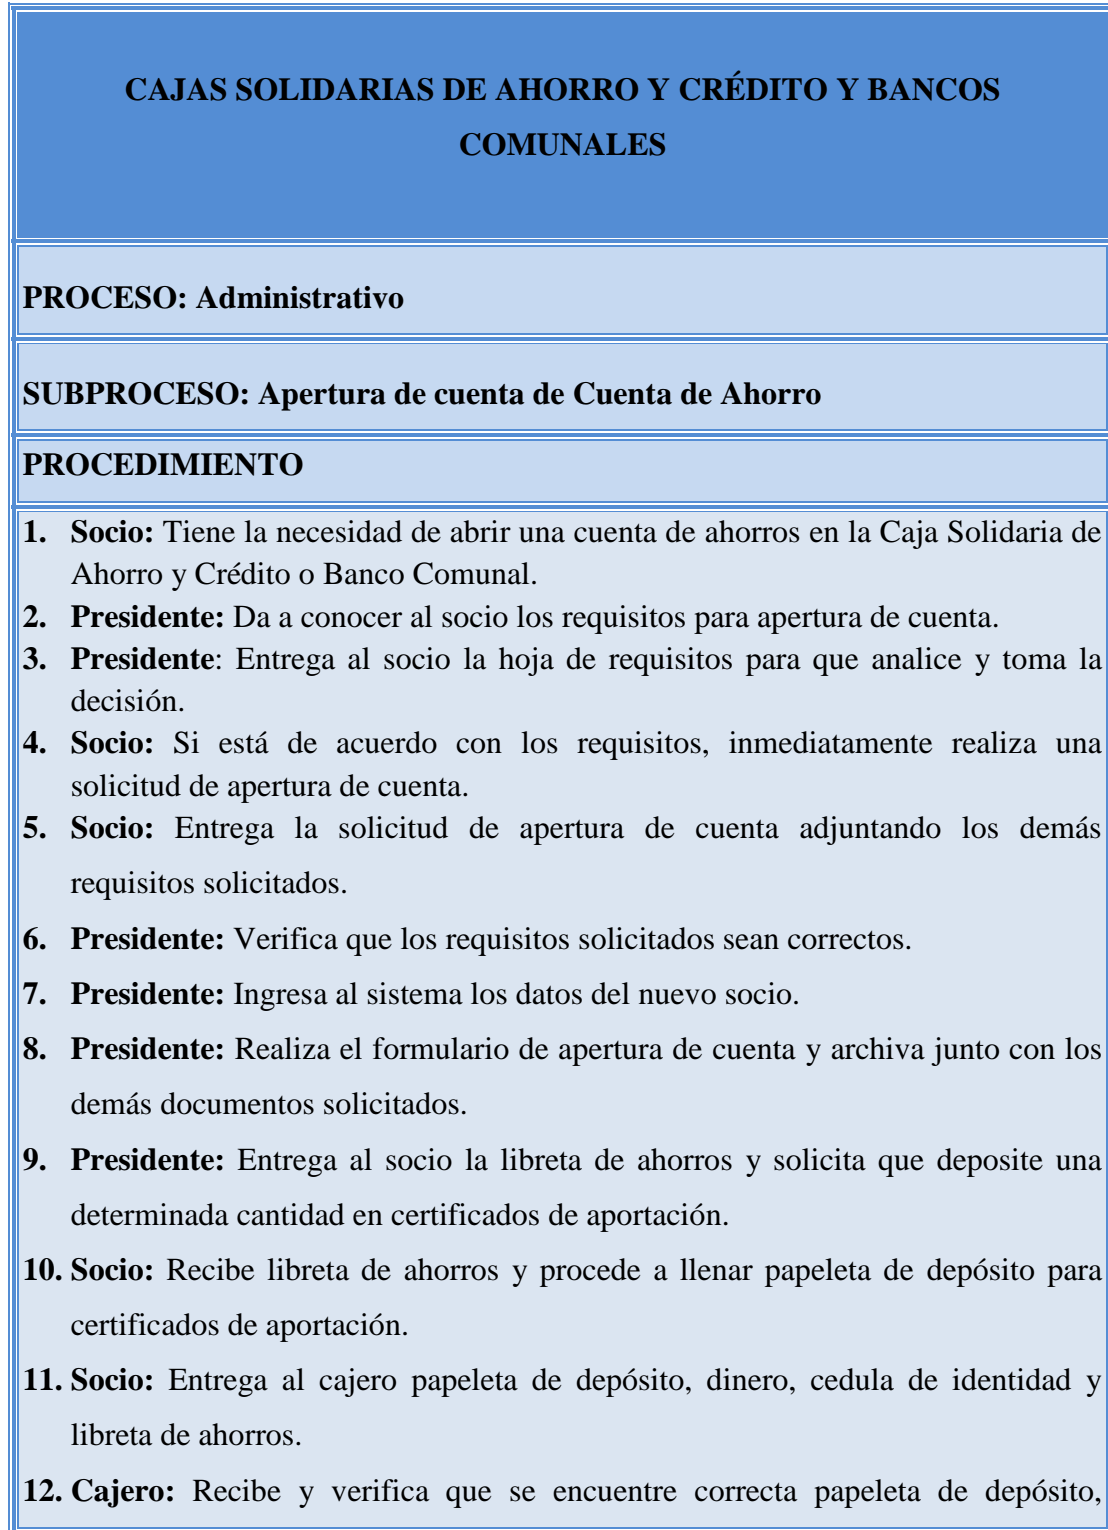 CAJAS SOLIDARIAS DE AHORRO Y CRÉDITO Y BANCOS
COMUNALES
PROCESO: Administrativo
SUBPROCESO: Apertura de cuenta de Cuenta de Ahorro
PROCEDIMIENTO
1. Socio: Tiene la necesidad de abrir una cuenta de ahorros en la Caja Solidaria de
Ahorro y Crédito o Banco Comunal.
2. Presidente: Da a conocer al socio los requisitos para apertura de cuenta.
3. Presidente: Entrega al socio la hoja de requisitos para que analice y toma la
decisión.
4. Socio: Si está de acuerdo con los requisitos, inmediatamente realiza una
solicitud de apertura de cuenta.
5. Socio: Entrega la solicitud de apertura de cuenta adjuntando los demás
requisitos solicitados.
6. Presidente: Verifica que los requisitos solicitados sean correctos.
7. Presidente: Ingresa al sistema los datos del nuevo socio.
8. Presidente: Realiza el formulario de apertura de cuenta y archiva junto con los
demás documentos solicitados.
9. Presidente: Entrega al socio la libreta de ahorros y solicita que deposite una
determinada cantidad en certificados de aportación.
10. Socio: Recibe libreta de ahorros y procede a llenar papeleta de depósito para
certificados de aportación.
11. Socio: Entrega al cajero papeleta de depósito, dinero, cedula de identidad y
libreta de ahorros.
12. Cajero: Recibe y verifica que se encuentre correcta papeleta de depósito,